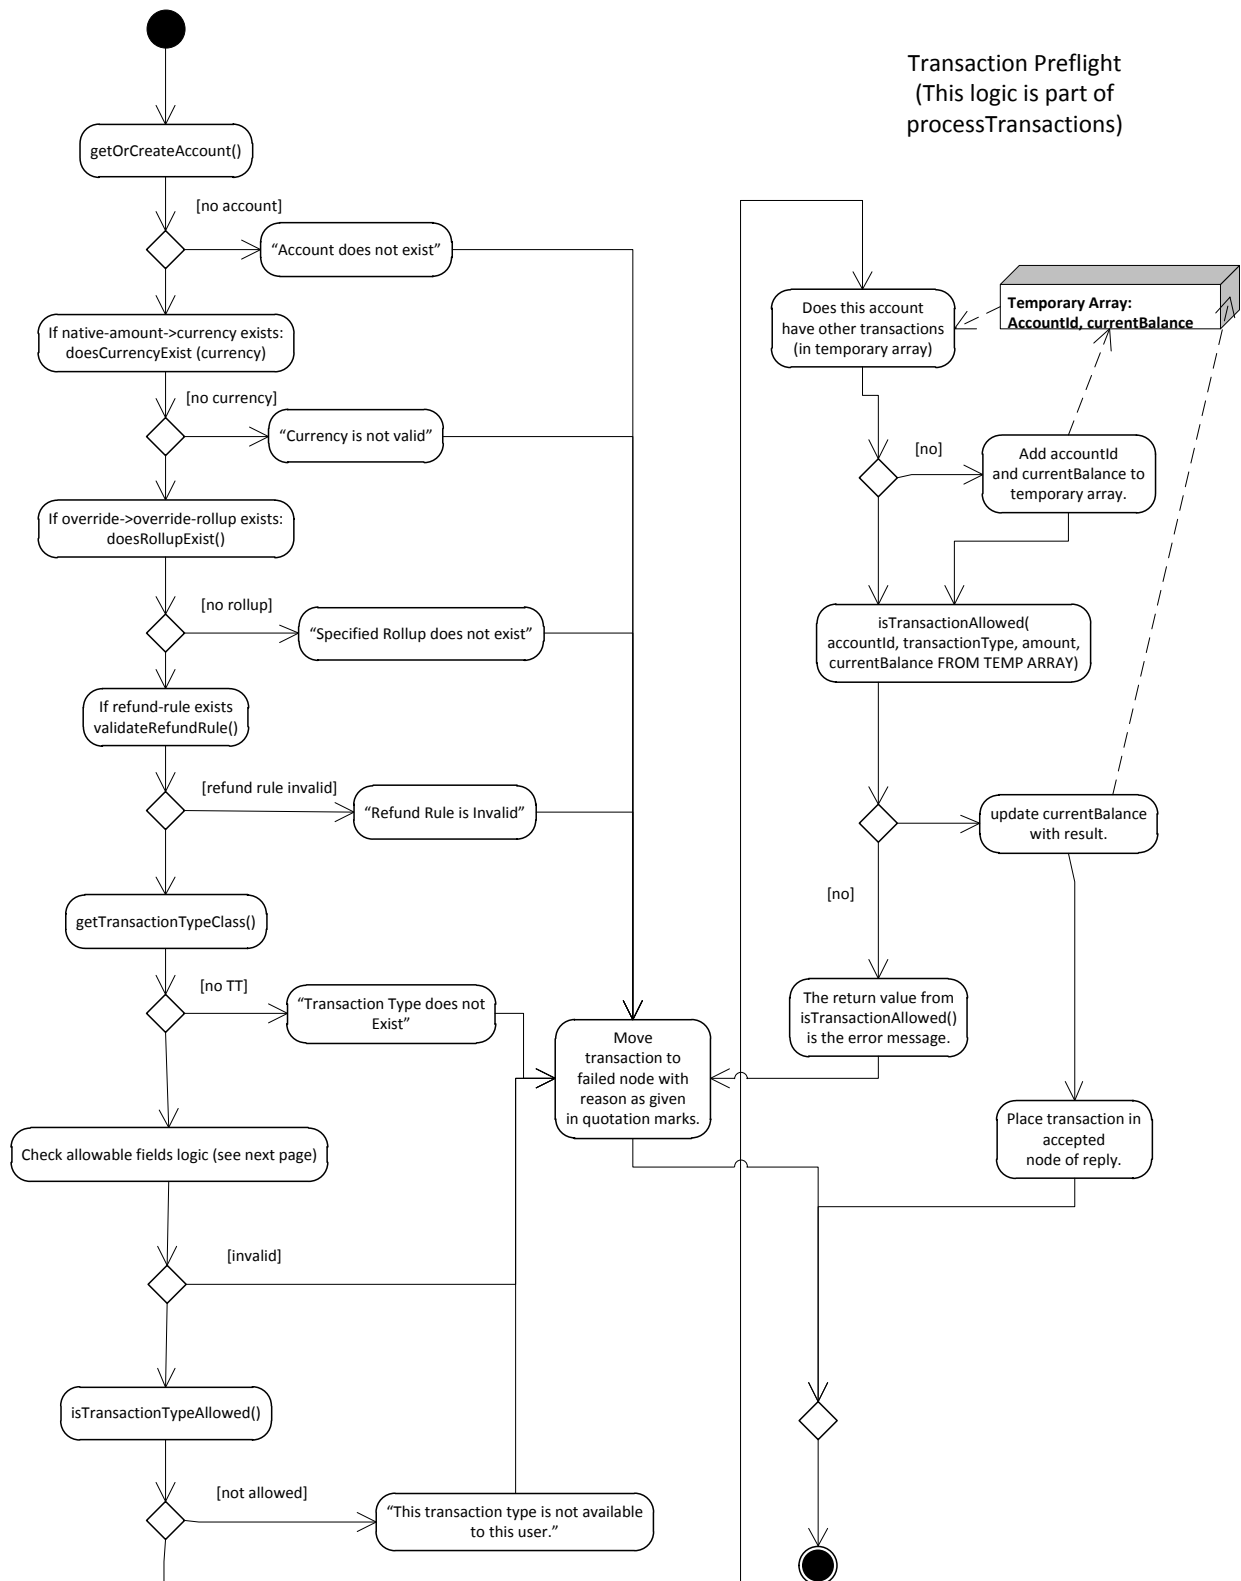 Transaction Preflight
(This logic is part of
processTransactions)
getOrCreateAccount()
[no account]
“Account does not exist”
If native-amount->currency exists:
doesCurrencyExist (currency)
[no currency]
“Currency is not valid”
If override->override-rollup exists:
doesRollupExist()
[no rollup]
“Specified Rollup does not exist”
If refund-rule exists
validateRefundRule()
[refund rule invalid]
“Refund Rule is Invalid”
getTransactionTypeClass()
[no TT]
“Transaction Type does not
Exist”
Move
transaction to
failed node with
reason as given
in quotation marks.
Check allowable fields logic (see next page)
[invalid]
isTransactionTypeAllowed()
[not allowed]
“This transaction type is not available
to this user.”
Does this account
have other transactions
(in temporary array)
Temporary Array:
AccountId, currentBalance
[no]
Add accountId
and currentBalance to
temporary array.
isTransactionAllowed(
accountId, transactionType, amount,
currentBalance FROM TEMP ARRAY)
update currentBalance
with result.
[no]
The return value from
isTransactionAllowed()
is the error message.
Place transaction in
accepted
node of reply.